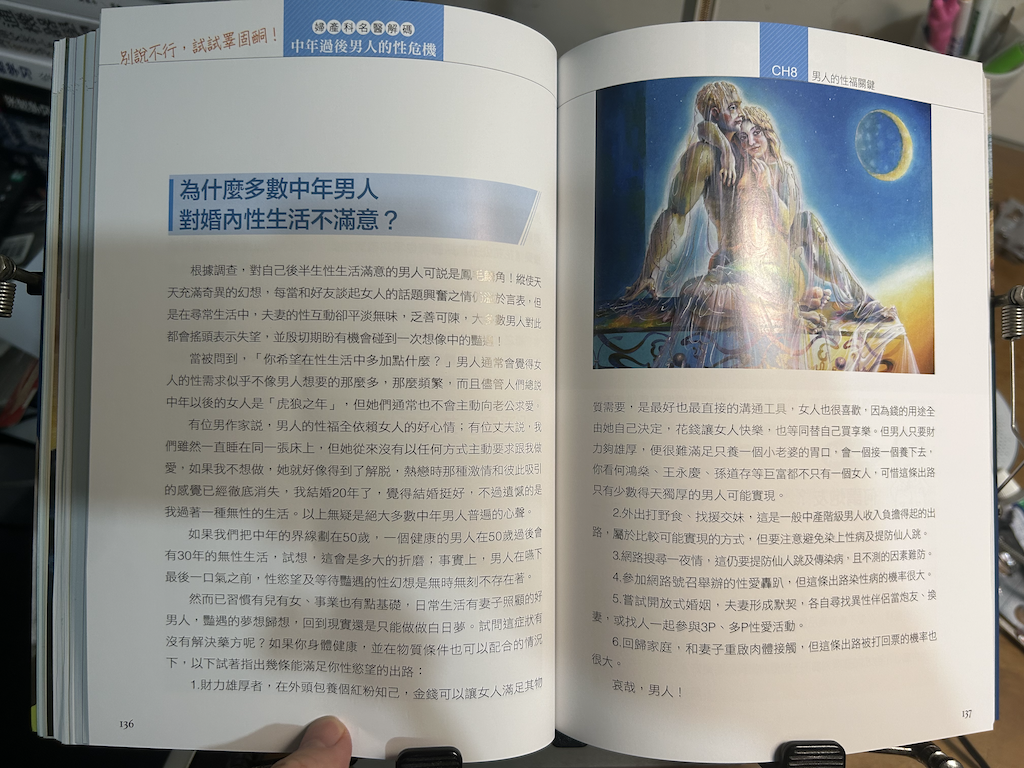 別說不行，試試睪固酮！
婦產科名醫解碼
中年過後男人的性危機
為什麼多數中年男人
對婚內性生活不滿意？
根據調查，對自己後半生性生活滿意的男人可說是鳳 角！縱使天
天充滿奇異的幻想，每當和好友談起女人的話題興奮之情 於言表，但
是在尋常生活中，夫妻的性互動卻平淡無味，乏善可陳，大多數男人對此
都會搖頭表示失望，並殷切期盼有機會碰到一次想像中的豔遇！
當被問到，「你希望在性生活中多加點什麼？」男人通常會覺得女
人的性需求似乎不像男人想要的那麼多，那麼頻繁，而且儘管人們總說
中年以後的女人是「虎狼之年」，但她們通常也不會主動向老公求愛。
有位男作家說，男人的性福全依賴女人的好心情；有位丈夫說，我
們雖然一直睡在同一張床上，但她從來沒有以任何方式主動要求跟我做
愛，如果我不想做，她就好像得到了解脫，熱戀時那種激情和彼此吸引
的感覺已經徹底消失，我結婚20年了，覺得結婚挺好，不過遺憾的是
我過著一種無性的生活。以上無疑是絕大多數中年男人普遍的心聲。
如果我們把中年的界線劃在50歲，一個健康的男人在50歲過後會
有30年的無性生活，試想，這會是多大的折磨；事實上，男人在嚥下
最後一口氣之前，性慾望及等待豔遇的性幻想是無時無刻不存在著。
然而已習慣有兒有女、事業也有點基礎，日常生活有妻子照顧的好
男人，豔遇的夢想歸想，回到現實還是只能做做白日夢。試問這症狀有
沒有解決藥方呢？如果你身體健康，並在物質條件也可以配合的情況
下，以下試著指出幾條能滿足你性慾望的出路：
1.財力雄厚者，在外頭包養個紅粉知己，金錢可以讓女人滿足其物
136
CH8
男人的性福關鍵
質需要，是最好也最直接的溝通工具，女人也很喜歡，因為錢的用途全
由她自己決定，花錢讓女人快樂，也等同替自己買享樂。但男人只要財
力夠雄厚，便很難滿足只養一個小老婆的胃口，會一個接一個養下去，
你看何鴻燊、王永慶、孫道存等巨富都不只有一個女人，可惜這條出路
只有少數得天獨厚的男人可能實現。
2.外出打野食、找援交妹，這是一般中產階級男人收入負擔得起的出
路，屬於比較可能實現的方式，但要注意避免染上性病及提防仙人跳。
3.網路搜尋一夜情，這仍要提防仙人跳及傳染病，且不測的因素難防。
4.參加網路號召舉辦的性愛轟趴，但這條路染性病的機率很大。
5.嘗試開放式婚姻，夫妻形成默契，各自尋找異性伴侶當炮友、換
妻，或找人一起參與3P、多P性愛活動。
6.回歸家庭，和妻子重啟肉體接觸，但這條出路被打回票的機率也
很大。
哀哉，男人！
137